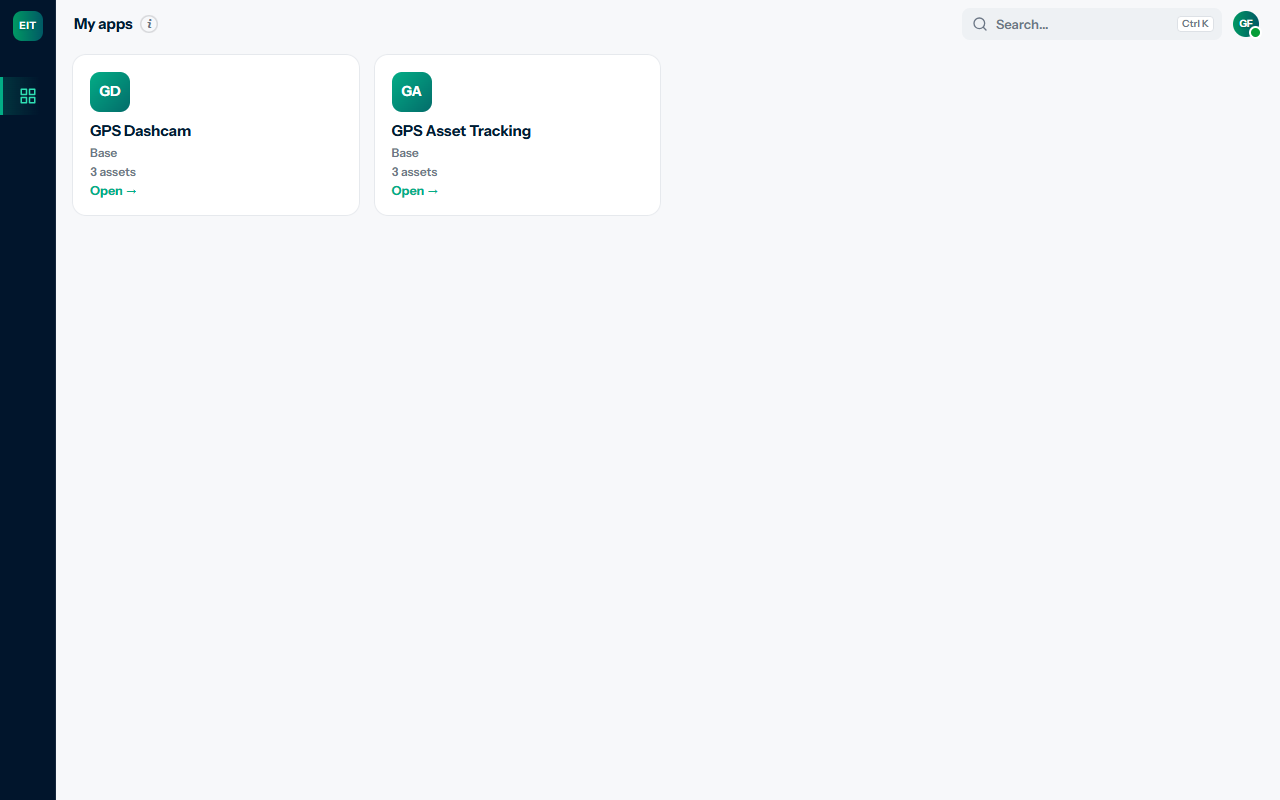 EIT
My apps
i
Search...
Ctrl K
GF
GD
GPS Dashcam
Base
3 assets
Open →
GA
GPS Asset Tracking
Base
3 assets
Open →